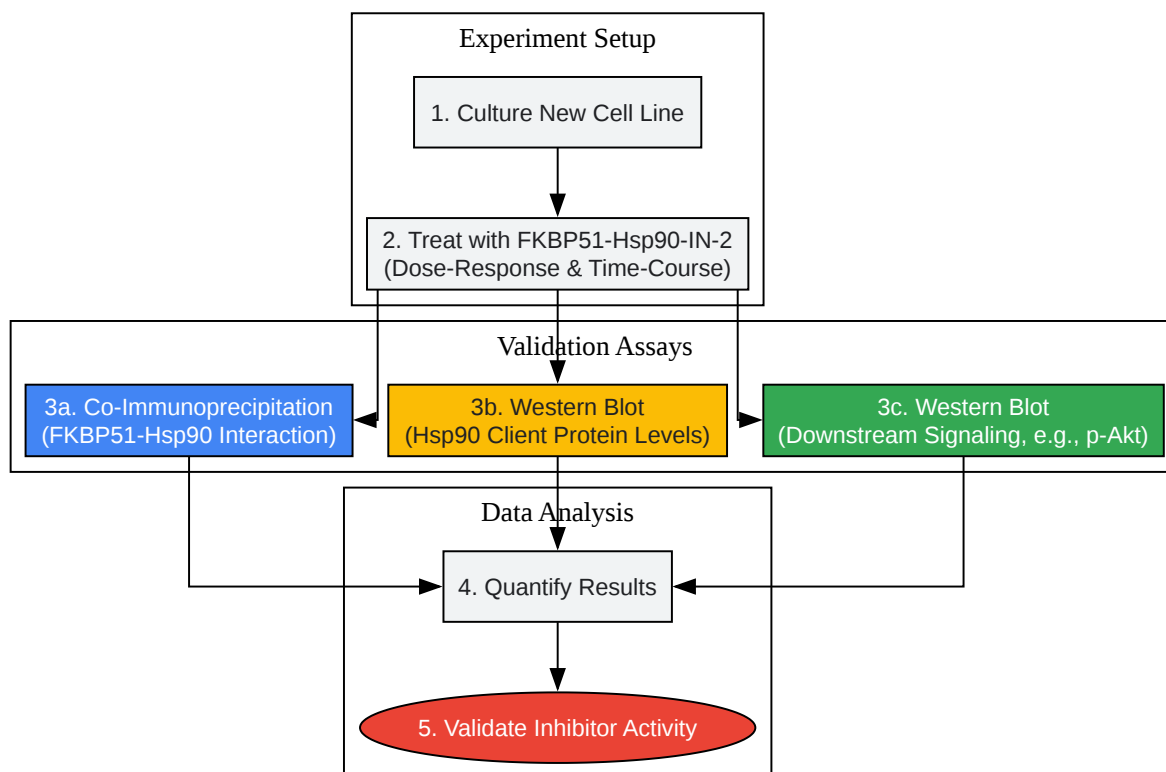 Experiment Setup
1. Culture New Cell Line
2. Treat with FKBP51-Hsp90-IN-2
(Dose-Response & Time-Course)
Validation Assays
3a. Co-Immunoprecipitation
(FKBP51-Hsp90 Interaction)
3b. Western Blot
(Hsp90 Client Protein Levels)
3c. Western Blot
(Downstream Signaling, e.g., p-Akt)
Data Analysis
4. Quantify Results
5. Validate Inhibitor Activity